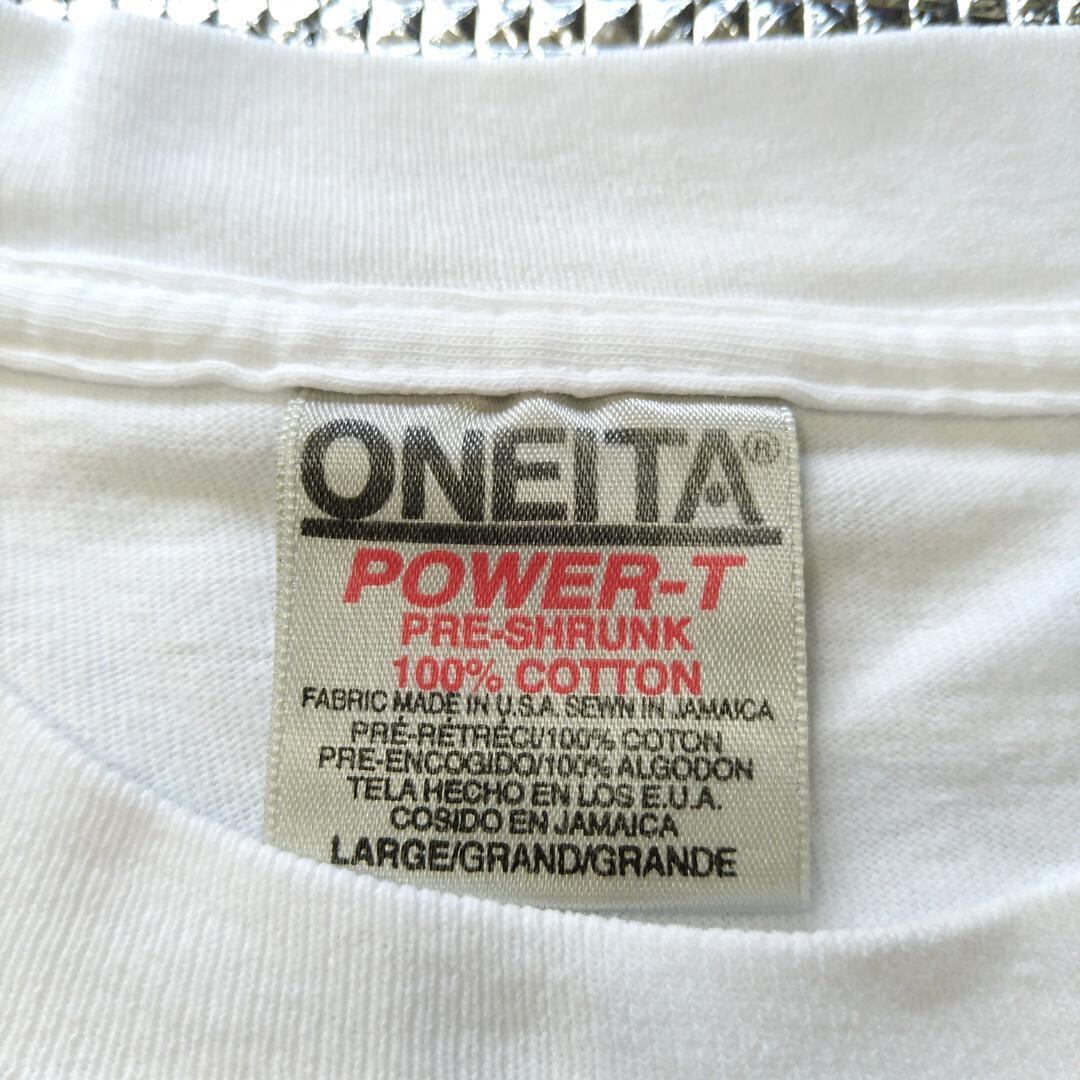 ONEITA®
POWER-T
PRE-SHRUNK
100% COTTON
FABRIC MADE IN U.S.A. SEWN IN JAMAICA
PRÉ-RÉTRÉCI/100% COTON
PRE-ENCOGIDO/100% ALGODON
TELA HECHO EN LOS E.U.A.
COSIDO EN JAMAICA
LARGE/GRAND/GRANDE